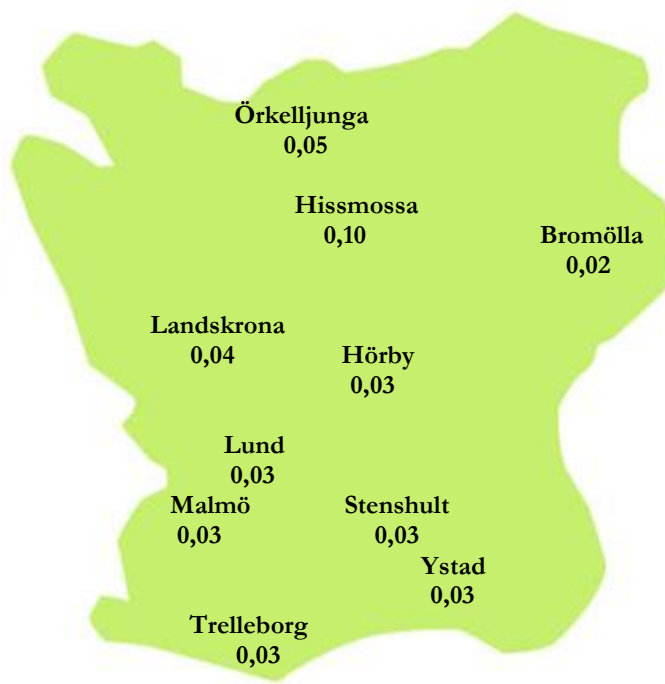 Örkelljunga
0,05
Hissmossa
0,10
Bromölla
0,02
Landskrona
0,04
Hörby
0,03
Lund
0,03
Malmö
0,03
Stenshult
0,03
Ystad
0,03
Trelleborg
0,03